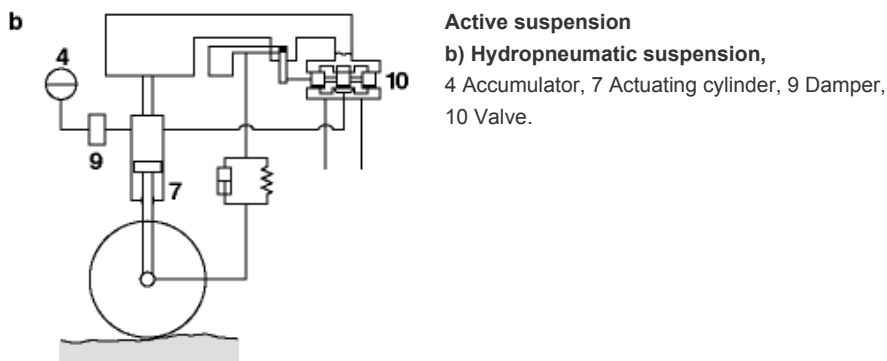 b
4
9
7
10
Active suspension
b) Hydropneumatic suspension,
4 Accumulator, 7 Actuating cylinder, 9 Damper,
10 Valve.